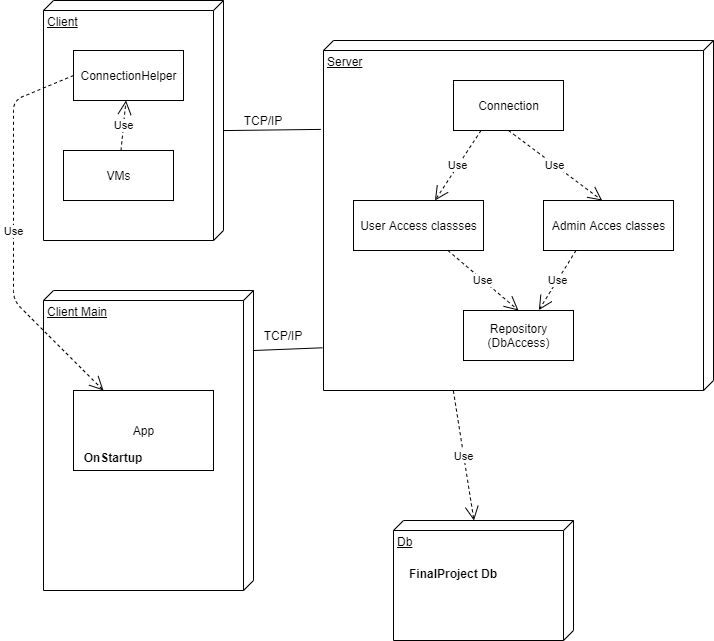 Client
ConnectionHelper
Use
VMs
Use
TCP/IP
Server
Connection
Use
Use
User Access classses
Admin Acces classes
Use
Use
Repository
(DbAccess)
Client Main
TCP/IP
App
OnStartup
Use
Db
FinalProject Db